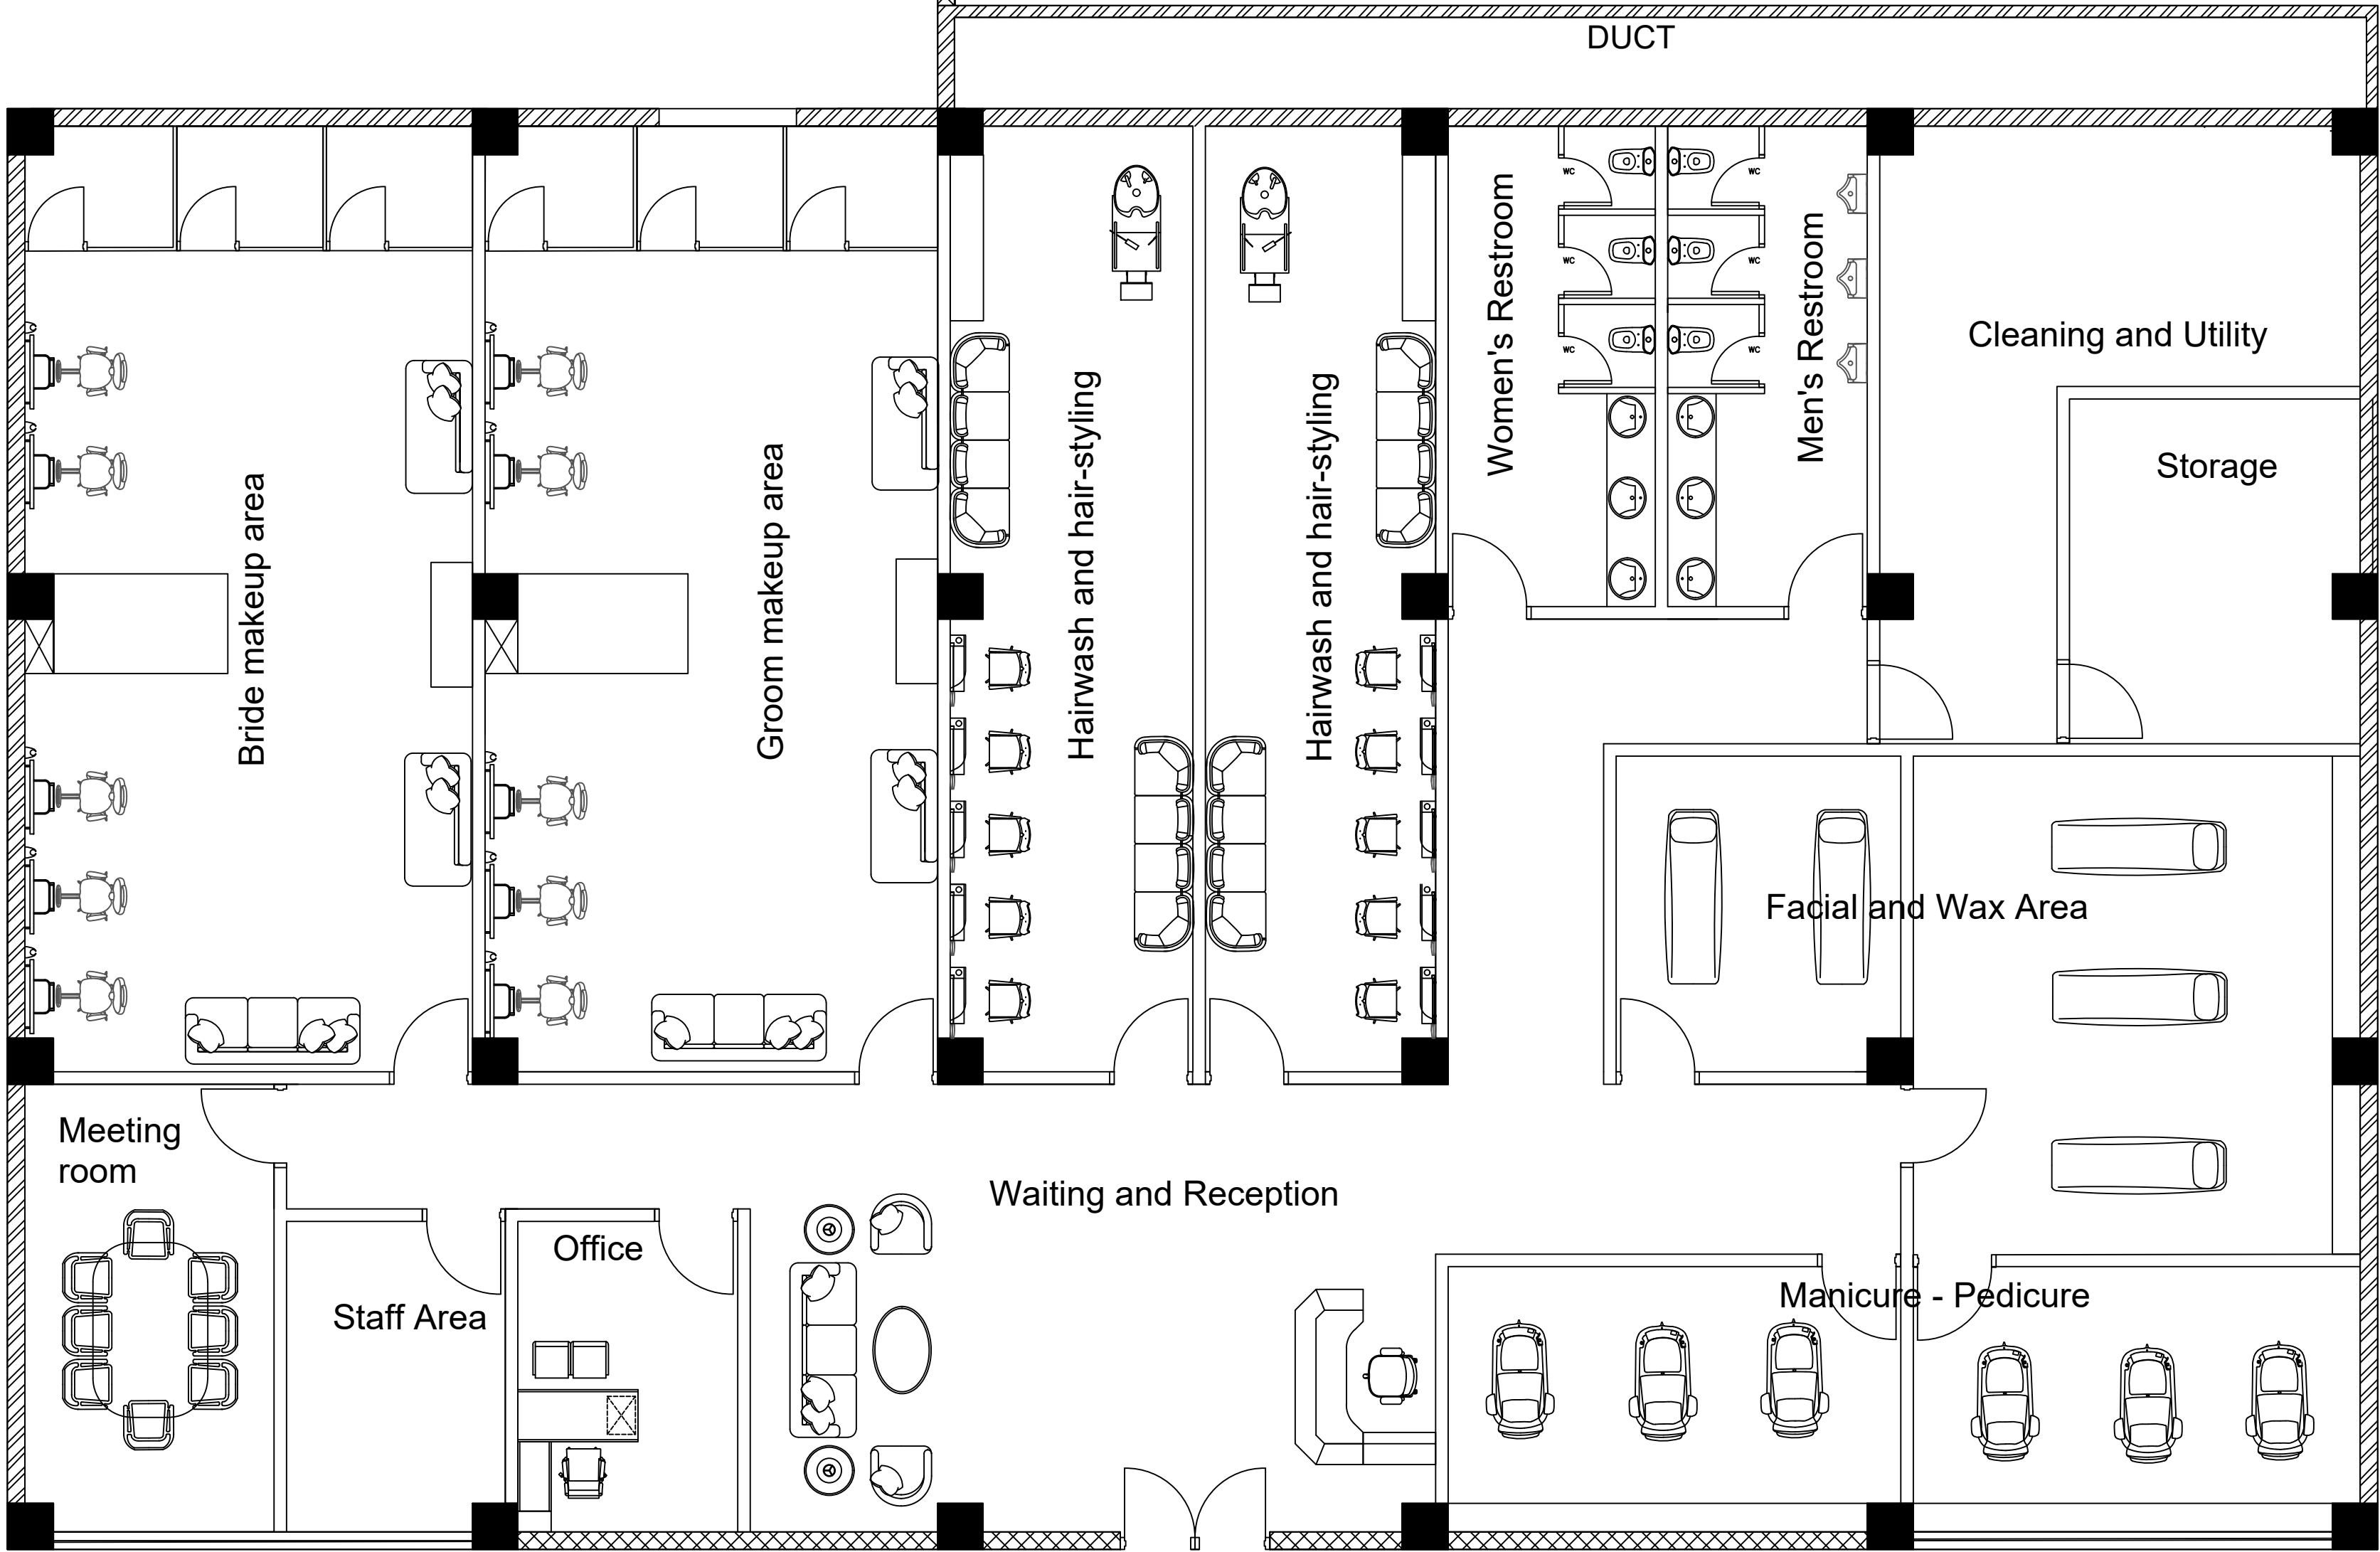 DUCT
WC
WC
WC
WC
WC
WC
Women's Restroom
Men's Restroom
Cleaning and Utility
Storage
Bride makeup area
Groom makeup area
Hairwash and hair-styling
Hairwash and hair-styling
Facial and Wax Area
Meeting
room
Waiting and Reception
Office
Staff Area
Manicure - Pedicure